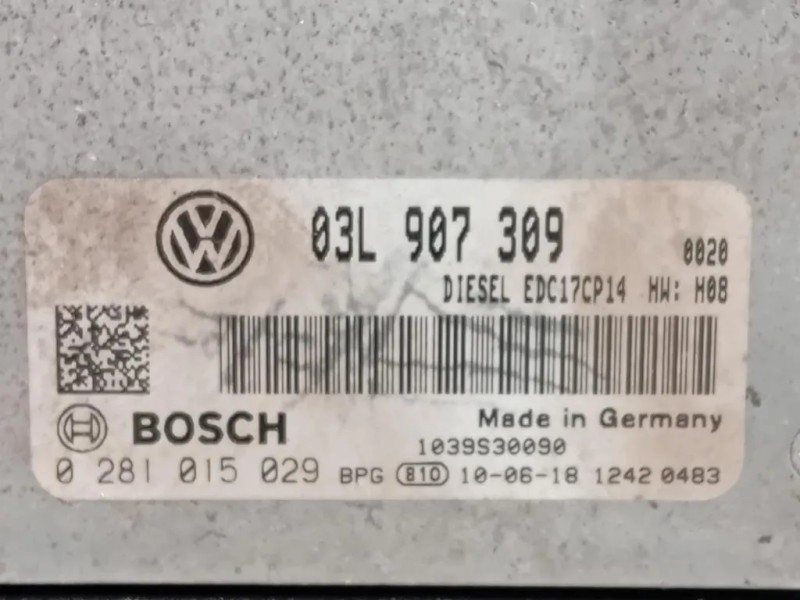 03L 907 309 0020
DIESEL EDC17CP14 HW: H08
BOSCH Made in Germany
1039S30090
0 281 015 029 BPG 810 10-06-18 1242 0483